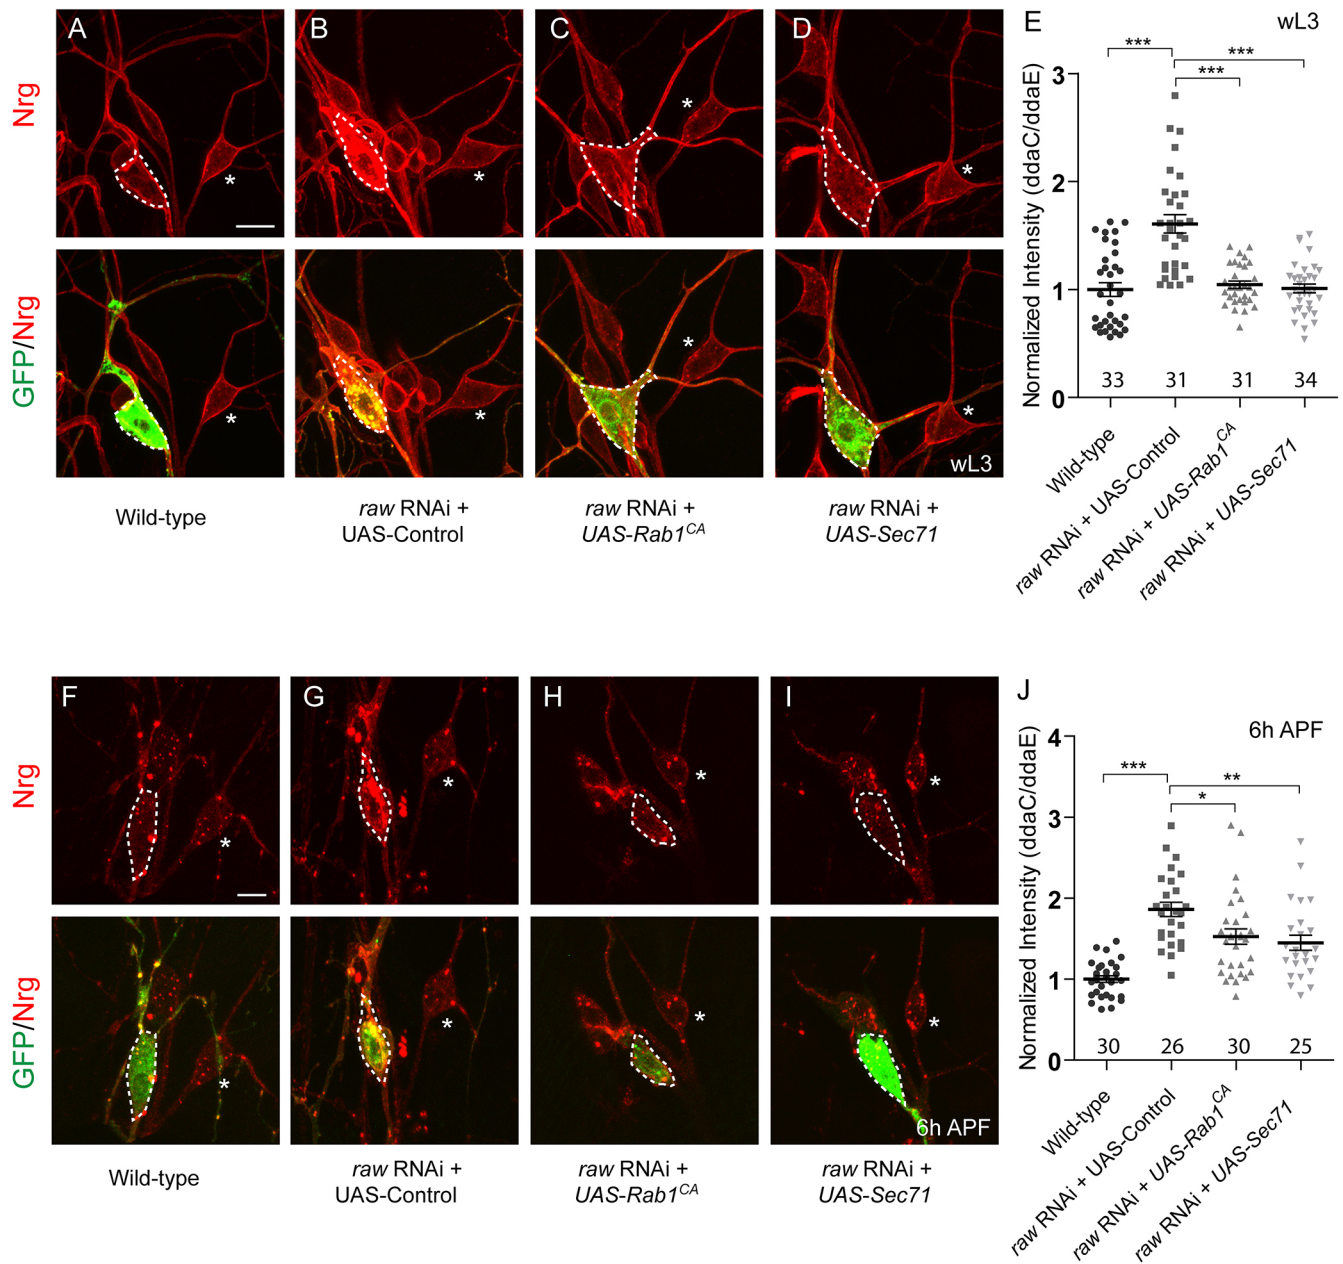 A
B
C
D
E
wL3
Nrg
*
*
*
*
GFP/Nrg
*
*
*
*
wL3
Wild-type
raw RNAi +
UAS-Control
raw RNAi +
UAS-Rab1CA
raw RNAi +
UAS-Sec71
Normalized Intensity (ddaC/ddaE)
***
***
***
3
2
1
0
33
31
31
34
Wild-type
raw RNAi + UAS-Control
raw RNAi + UAS-Rab1CA
raw RNAi + UAS-Sec71
F
G
H
I
J
6h APF
Nrg
*
*
*
*
GFP/Nrg
*
*
*
*
6h APF
Wild-type
raw RNAi +
UAS-Control
raw RNAi +
UAS-Rab1CA
raw RNAi +
UAS-Sec71
Normalized Intensity (ddaC/ddaE)
***
**
*
4
3
2
1
0
30
26
30
25
Wild-type
raw RNAi + UAS-Control
raw RNAi + UAS-Rab1CA
raw RNAi + UAS-Sec71